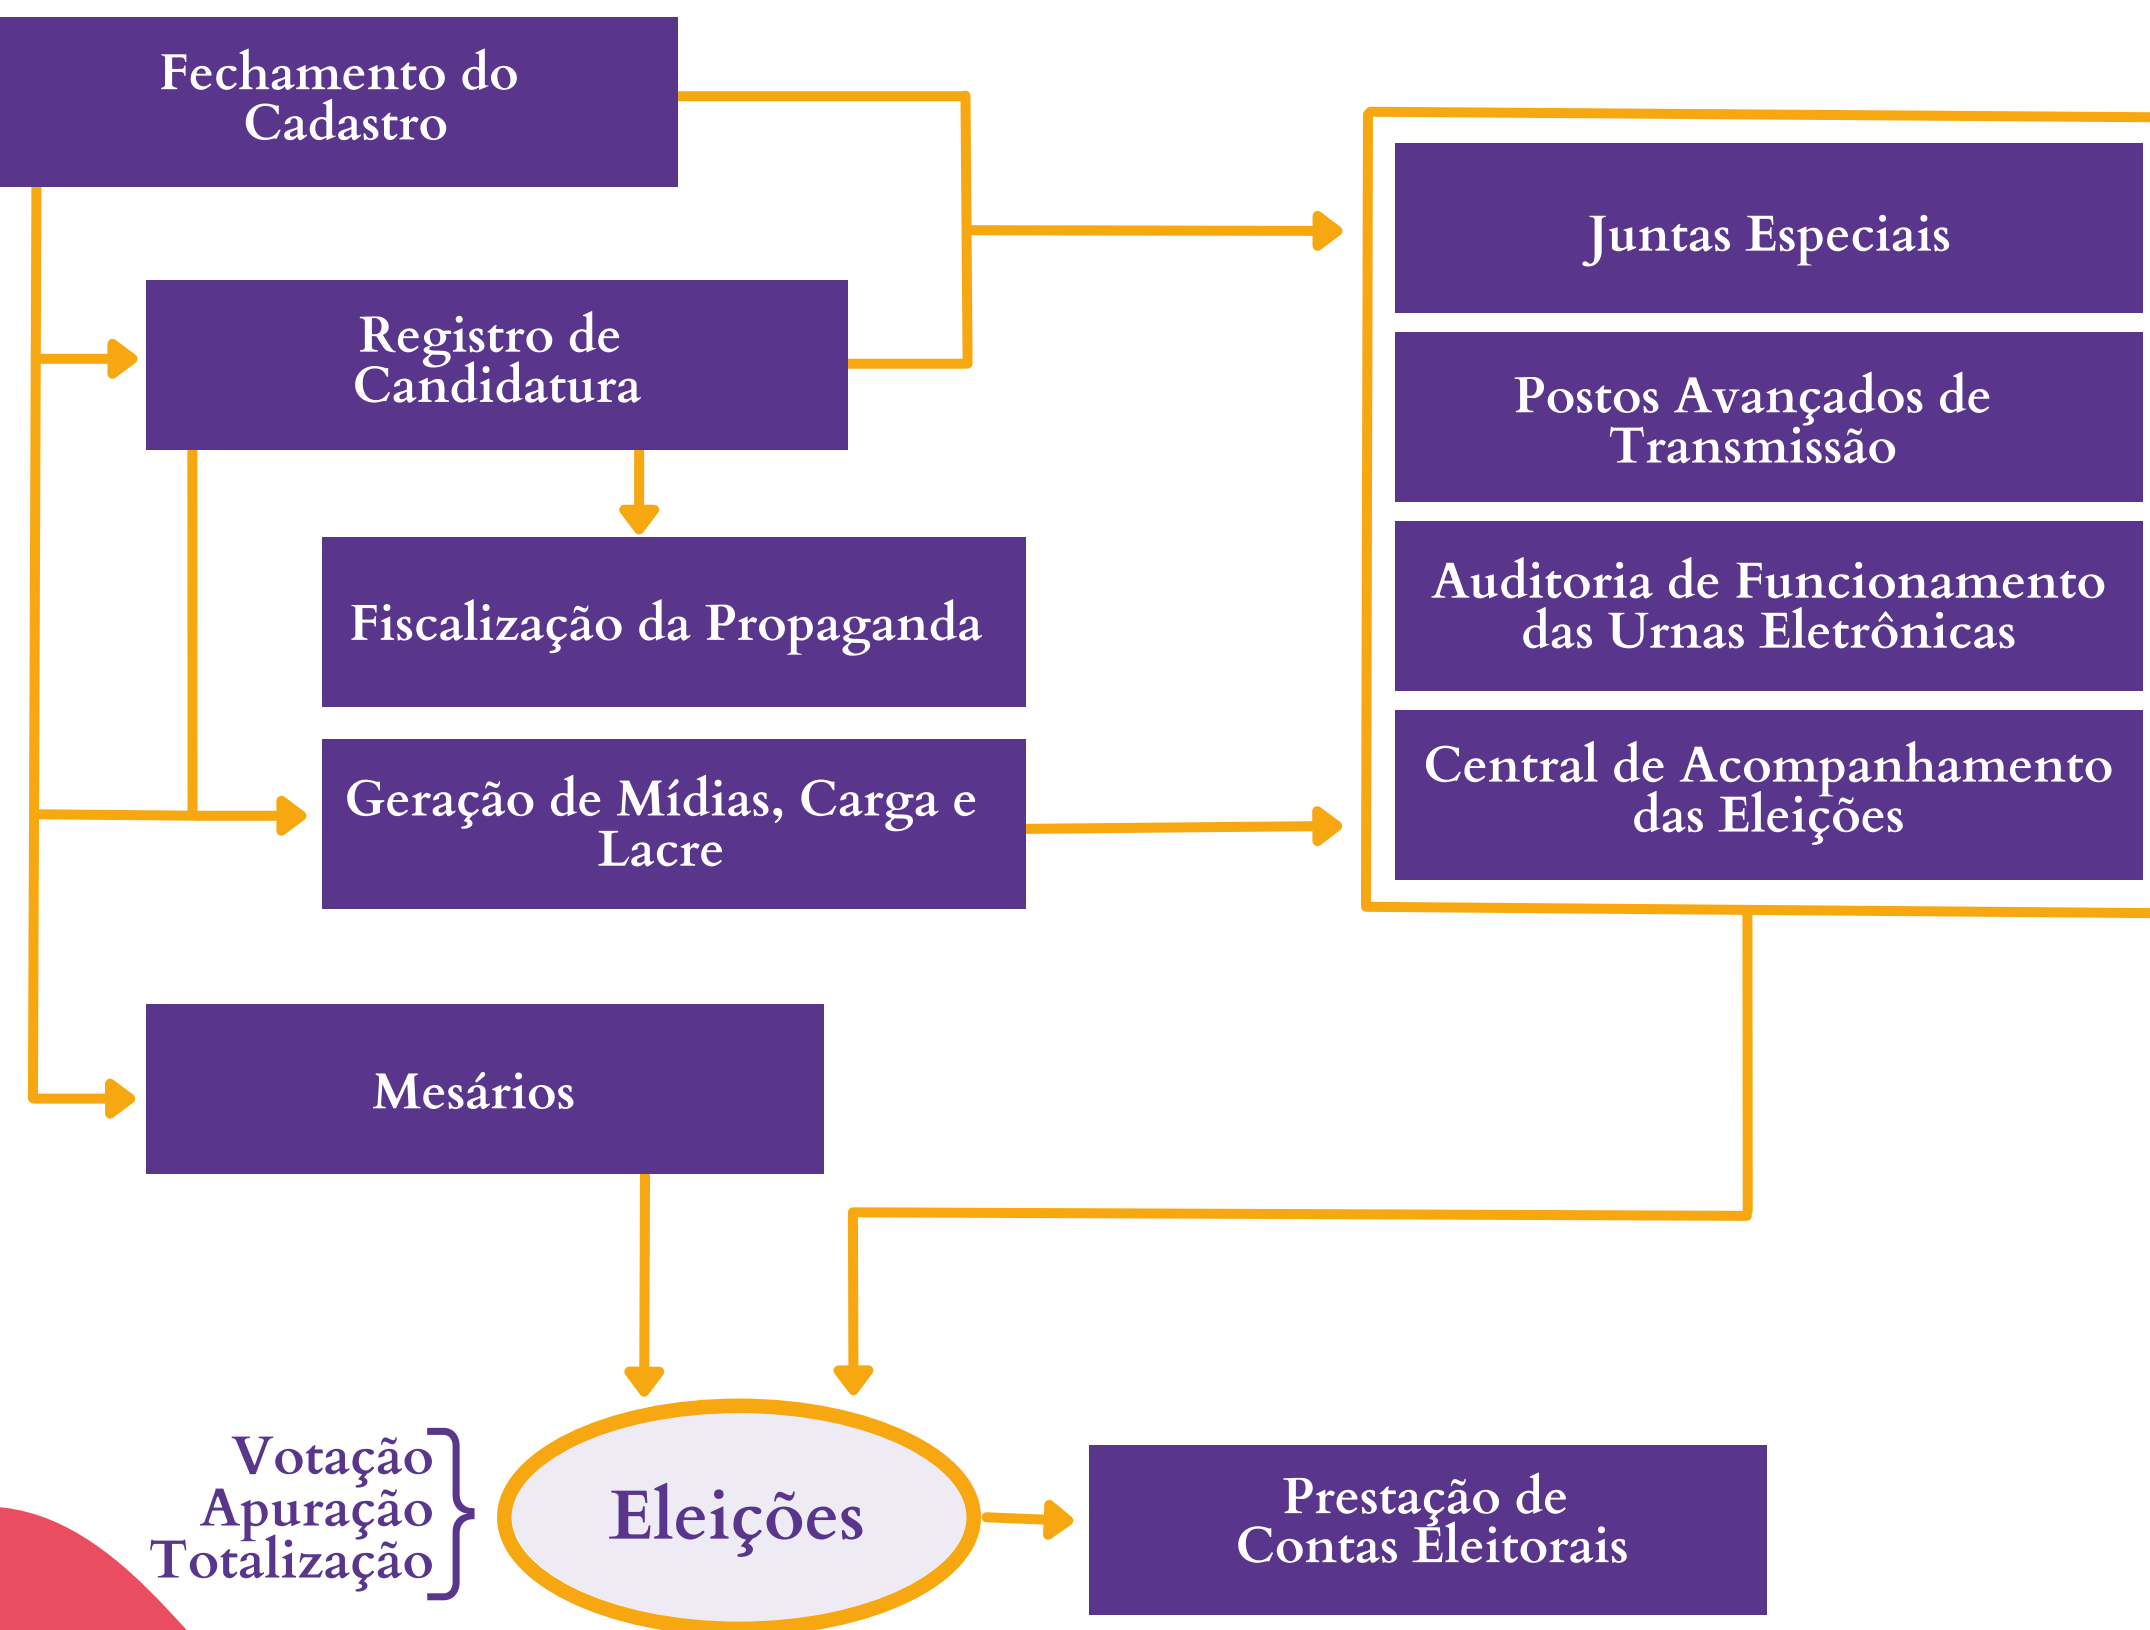 Fechamento do
Cadastro
Registro de
Candidatura
Fiscalização da Propaganda
Geração de Mídias, Carga e
Lacre
Mesários
Juntas Especiais
Postos Avançados de
Transmissão
Auditoria de Funcionamento
das Urnas Eletrônicas
Central de Acompanhamento
das Eleições
Votação
Apuração
Totalização
Eleições
Prestação de
Contas Eleitorais